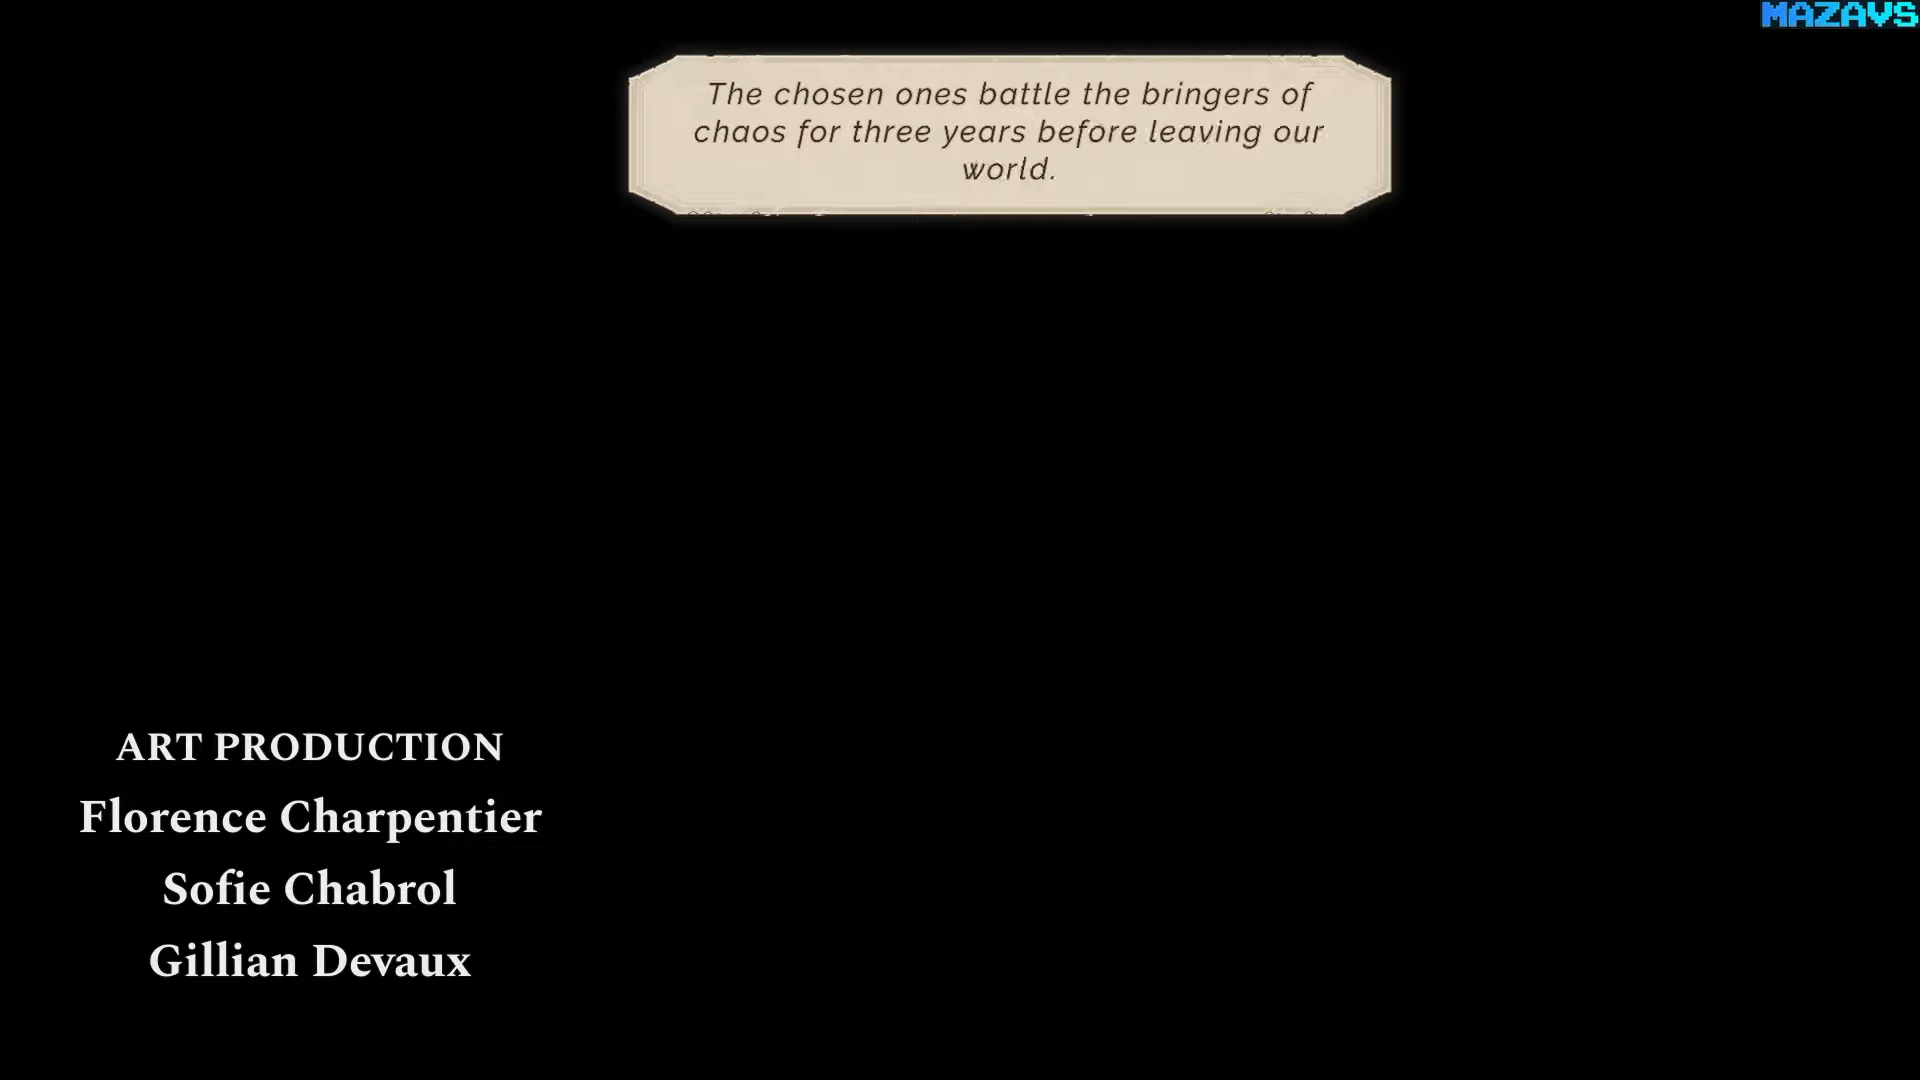 MAZAVS
The chosen ones battle the bringers of
chaos for three years before leaving our
world.
ART PRODUCTION
Florence Charpentier
Sofie Chabrol
Gillian Devaux